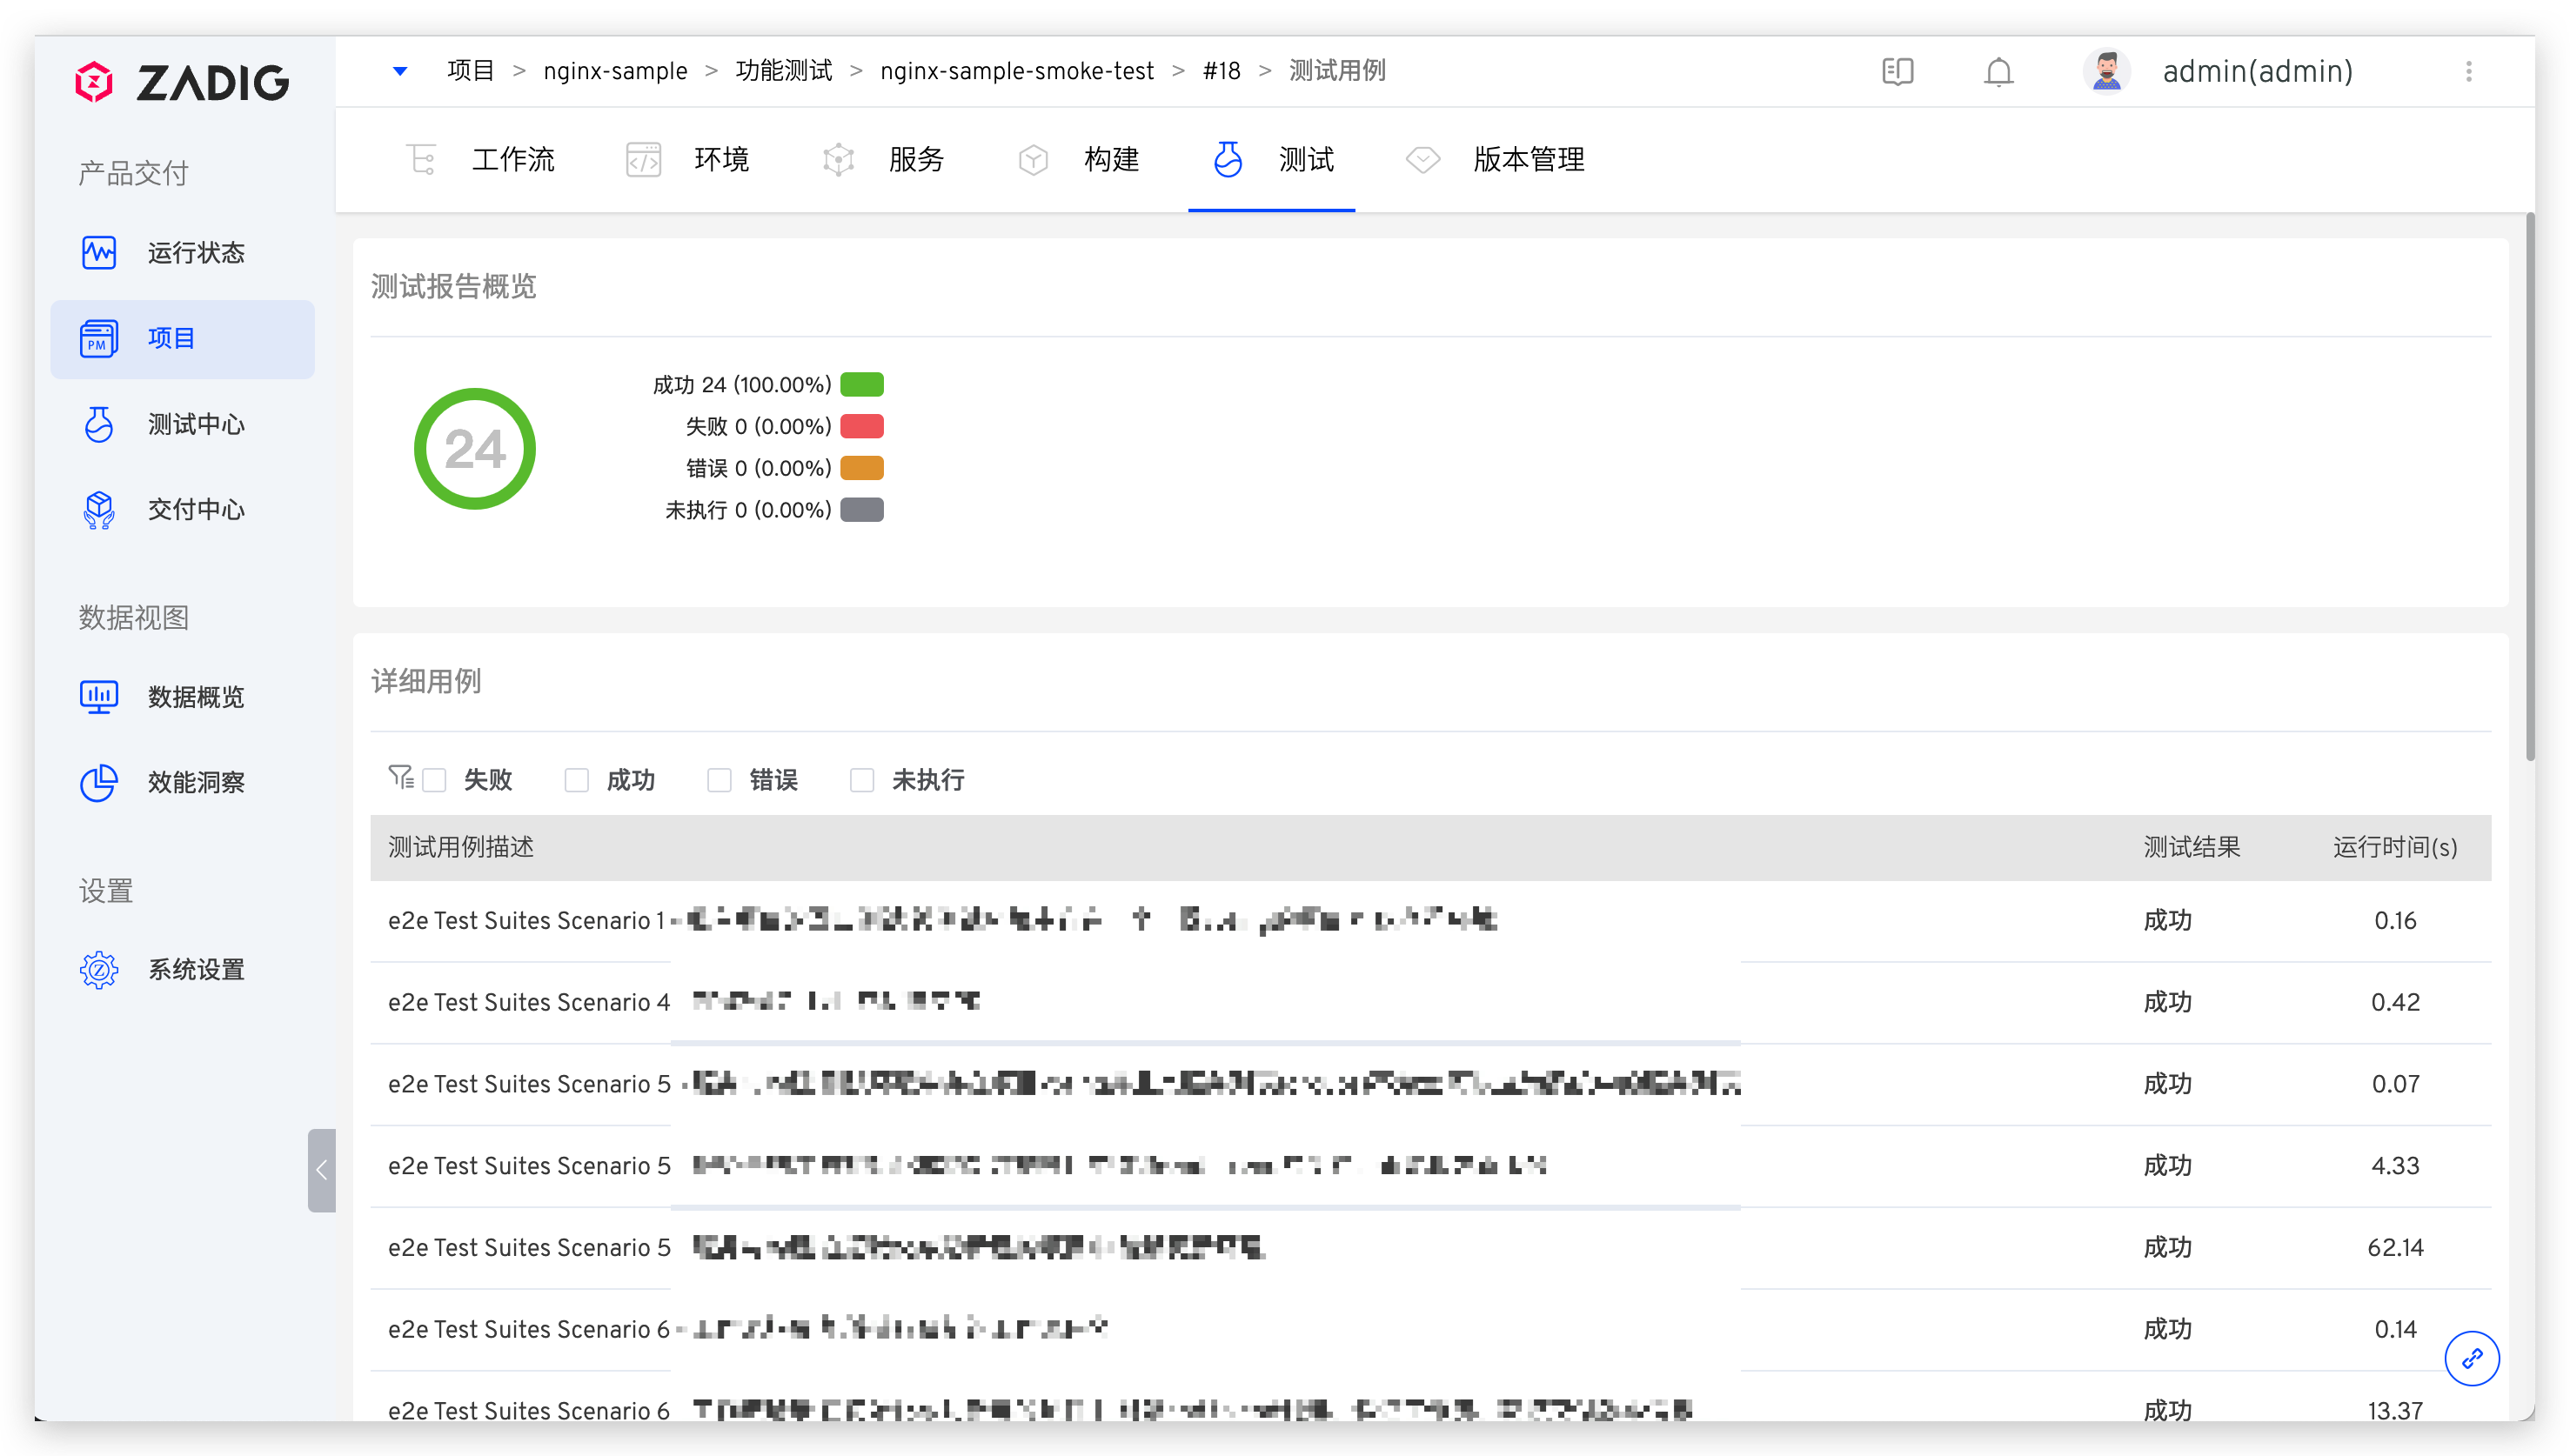 ZADIG
项目 > nginx-sample > 功能测试 > nginx-sample-smoke-test > #18 > 测试用例
admin(admin)
产品交付
运行状态
PM
项目
测试中心
交付中心
数据视图
数据概览
效能洞察
设置
系统设置
工作流 环境 服务 构建 测试 版本管理
测试报告概览
24
成功 24 (100.00%)
失败 0 (0.00%)
错误 0 (0.00%)
未执行 0 (0.00%)
详细用例
失败 成功 错误 未执行
测试用例描述 测试结果 运行时间(s)
e2e Test Suites Scenario 1 成功 0.16
e2e Test Suites Scenario 4 成功 0.42
e2e Test Suites Scenario 5 成功 0.07
e2e Test Suites Scenario 5 成功 4.33
e2e Test Suites Scenario 5 成功 62.14
e2e Test Suites Scenario 6 成功 0.14
e2e Test Suites Scenario 6 成功 13.37